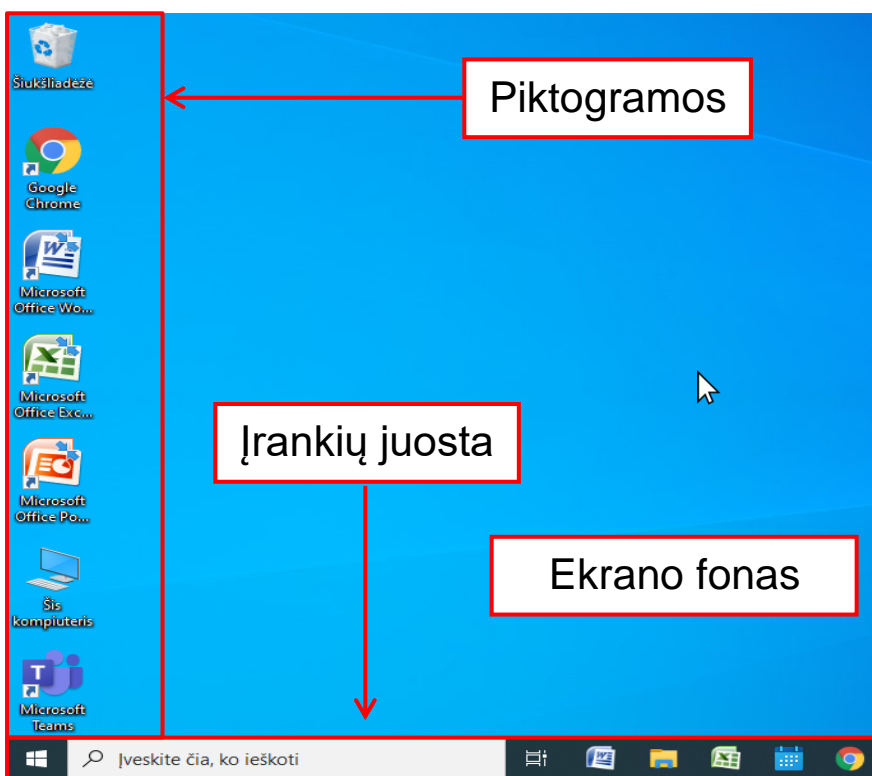 Šiukšliadėžė
Piktogramos
Google
Chrome
Microsoft
Office Wo...
Microsoft
Office Exc...
Įrankių juosta
Microsoft
Office Po...
Ekrano fonas
Šis
kompiuteris
Microsoft
Teams
Įveskite čia, ko ieškoti